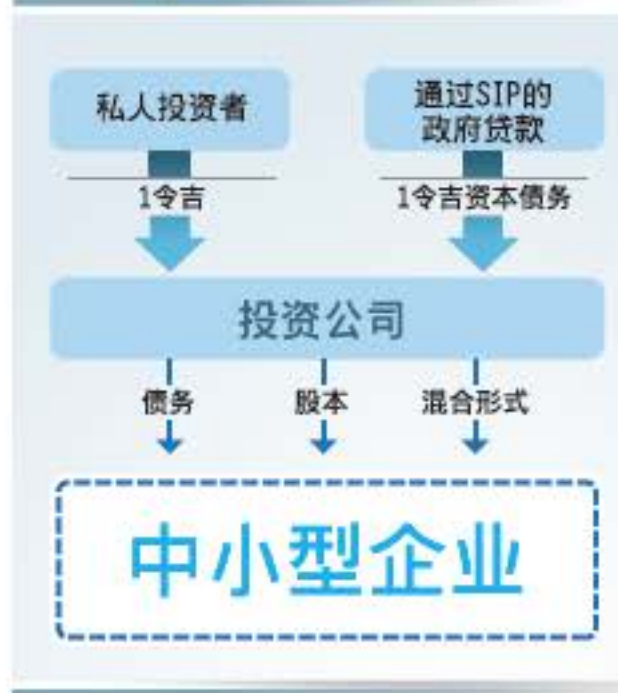 私人投资者
通过SIP的
政府贷款
1令吉
1令吉资本债务
投资公司
债务
股本
混合形式
中小型企业